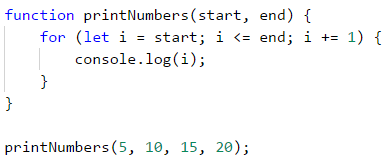 function printNumbers(start, end) {
    for (let i = start; i <= end; i += 1) {
        console.log(i);
    }
}

printNumbers(5, 10, 15, 20);